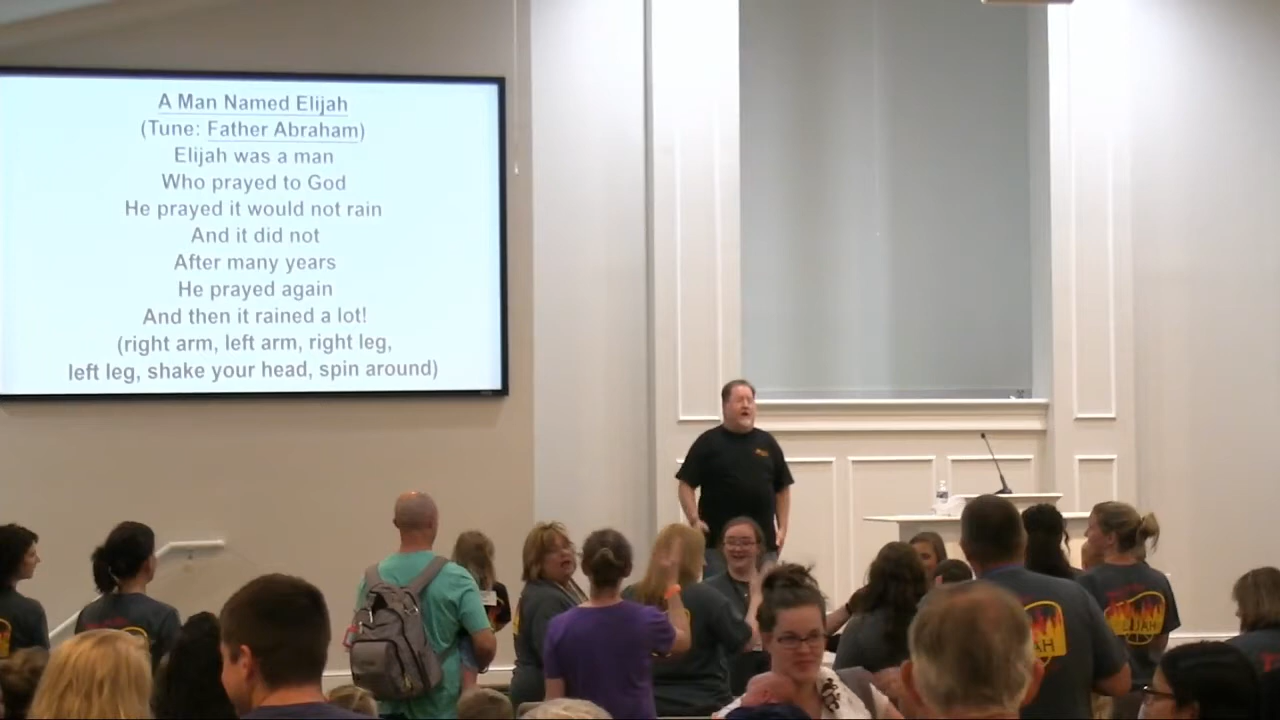 A Man Named Elijah
(Tune: Father Abraham)
Elijah was a man
Who prayed to God
He prayed it would not rain
And it did not
After many years
He prayed again
And then it rained a lot!
(right arm, left arm, right leg,
left leg, shake your head, spin around)
AH
ELIJAH